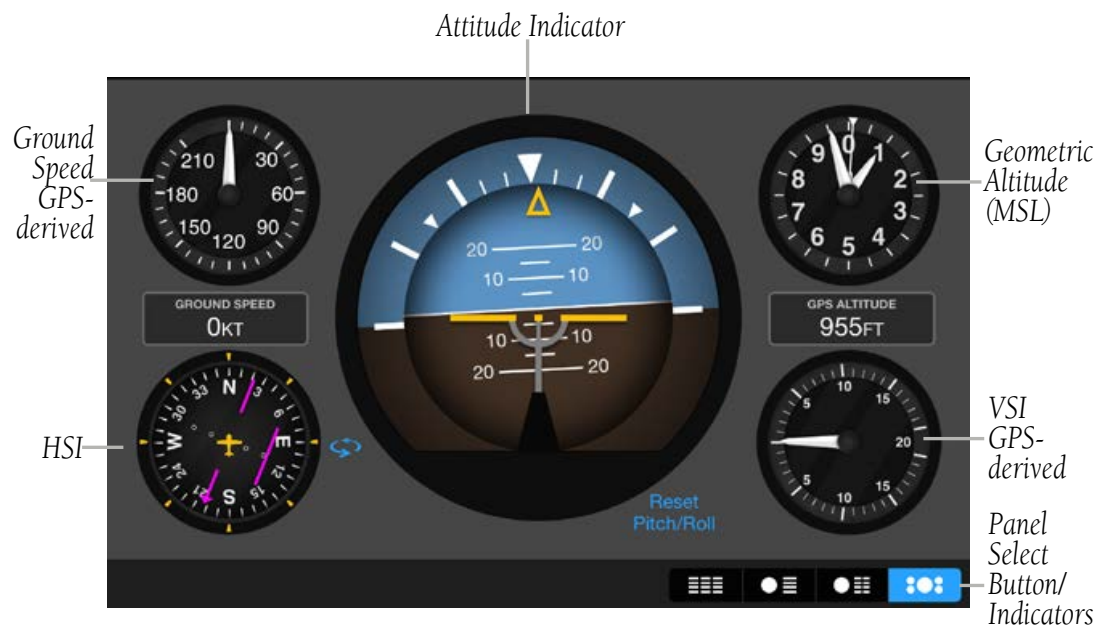 Attitude Indicator
Ground
Speed
GPS-
derived
210
30
180
60
150
90
120
GROUND SPEED
0KT
20
20
10
10
10
10
20
20
0
9
1
8
2
7
3
6
4
5
GPS ALTITUDE
955FT
Geometric
Altitude
(MSL)
HSI
N
33
3
30
6
W
E
24
12
21
15
S
5
10
15
20
5
10
15
VSI
GPS-
derived
Reset
Pitch/Roll
Panel
Select
Button/
Indicators